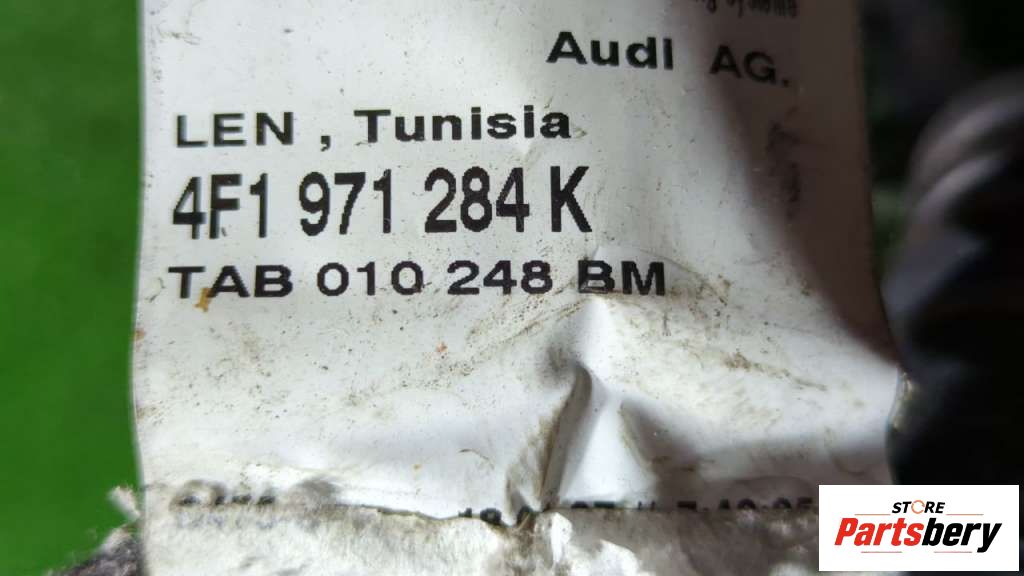 Audi AG.
LEN , Tunisia
4F1 971 284 K
TAB 010 248 BM
STORE
Partsbery